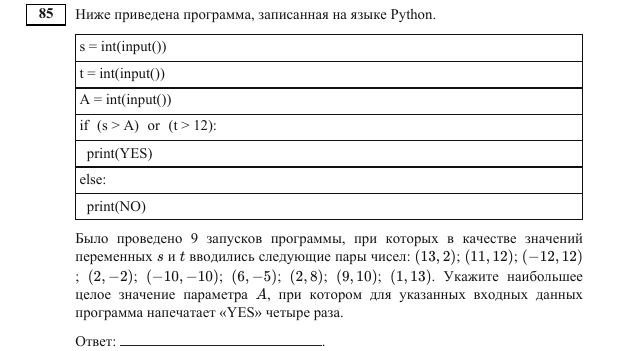 85 Ниже приведена программа, записанная на языке Python.
s = int(input())
t = int(input())
A = int(input())
if (s > A) or (t > 12):
print(YES)
else:
print(NO)
Было проведено 9 запусков программы, при которых в качестве значений
переменных s и t вводились следующие пары чисел: (13, 2); (11, 12); (−12, 12)
; (2, −2); (−10, −10); (6, −5); (2, 8); (9, 10); (1, 13). Укажите наибольшее
целое значение параметра A, при котором для указанных входных данных
программа напечатает «YES» четыре раза.
Ответ: .